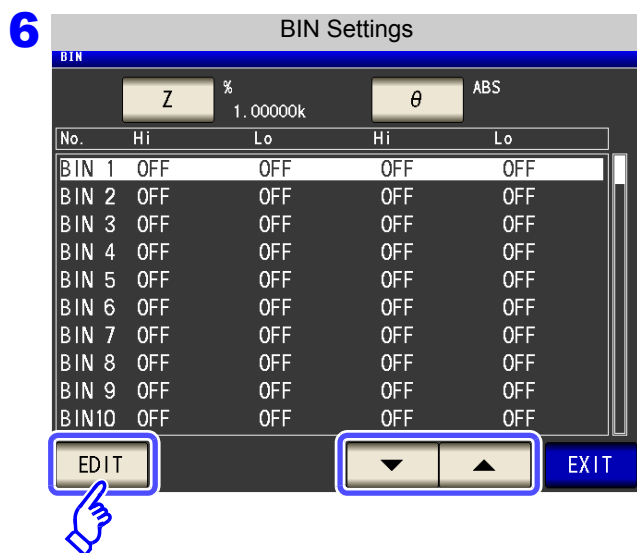 6
BIN Settings
BIN
Z % θ ABS
1.00000k
No. Hi Lo Hi Lo
BIN 1 OFF OFF OFF OFF
BIN 2 OFF OFF OFF OFF
BIN 3 OFF OFF OFF OFF
BIN 4 OFF OFF OFF OFF
BIN 5 OFF OFF OFF OFF
BIN 6 OFF OFF OFF OFF
BIN 7 OFF OFF OFF OFF
BIN 8 OFF OFF OFF OFF
BIN 9 OFF OFF OFF OFF
BIN10 OFF OFF OFF OFF
EDIT ▼ ▲ EXIT